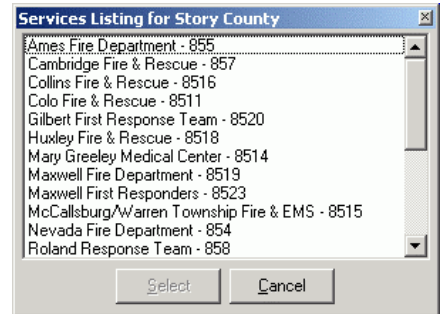 Services Listing for Story County
Ames Fire Department - 855
Cambridge Fire & Rescue - 857
Collins Fire & Rescue - 8516
Colo Fire & Rescue - 8511
Gilbert First Response Team - 8520
Huxley Fire & Rescue - 8518
Mary Greeley Medical Center - 8514
Maxwell Fire Department - 8519
Maxwell First Responders - 8523
McCallsburg/Warren Township Fire & EMS - 8515
Nevada Fire Department - 854
Roland Response Team - 858
Select Cancel